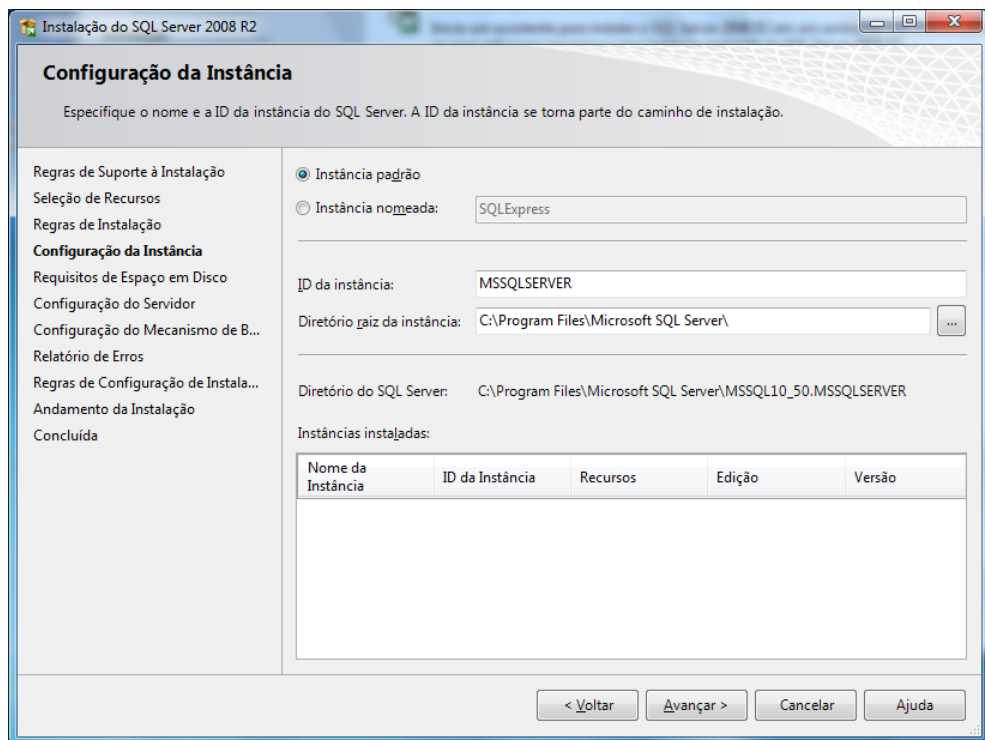 Instalação do SQL Server 2008 R2
Configuração da Instância
Especifique o nome e a ID da instância do SQL Server. A ID da instância se torna parte do caminho de instalação.
Regras de Suporte à Instalação
Seleção de Recursos
Regras de Instalação
Configuração da Instância
Requisitos de Espaço em Disco
Configuração do Servidor
Configuração do Mecanismo de B...
Relatório de Erros
Regras de Configuração de Instala...
Andamento da Instalação
Concluída
Instância padrão
Instância nomeada: SQLExpress
ID da instância: MSSQLSERVER
Diretório raiz da instância: C:\Program Files\Microsoft SQL Server\ ...
Diretório do SQL Server: C:\Program Files\Microsoft SQL Server\MSSQL10_50.MSSQLSERVER
Instâncias instaladas:
Nome da Instância ID da Instância Recursos Edição Versão
< Voltar Avançar > Cancelar Ajuda